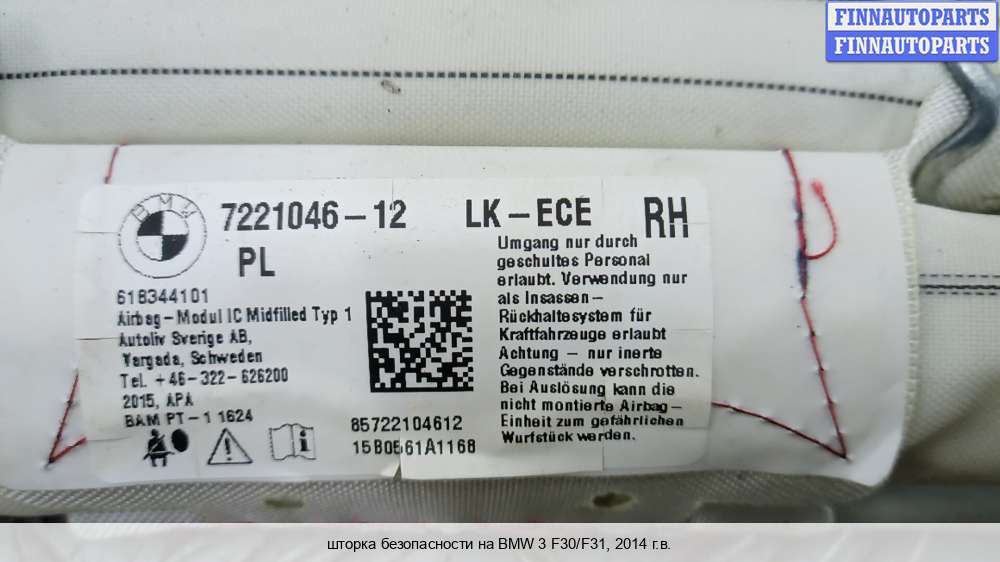 FINNAUTOPARTS
FINNAUTOPARTS
BMW
7221046-12 LK-ECE RH
PL
618344101
Airbag-Modul IC Midfilled Typ 1
Autoliv Sverige AB,
Vargada, Schweden
Tel. +46-322-626200
2015, APA
BAM PT-1 1624
85722104612
Umgang nur durch
geschultes Personal
erlaubt. Verwendung nur
als Insassen-
Rückhaltesystem für
Kraftfahrzeuge erlaubt
Achtung - nur inerte
Gegenstände verschrotten.
Bei Auslösung kann die
nicht montierte Airbag-
Einheit zum gefährlichen
Wurfstück werden.
шторка безопасности на BMW 3 F30/F31, 2014 г.в.